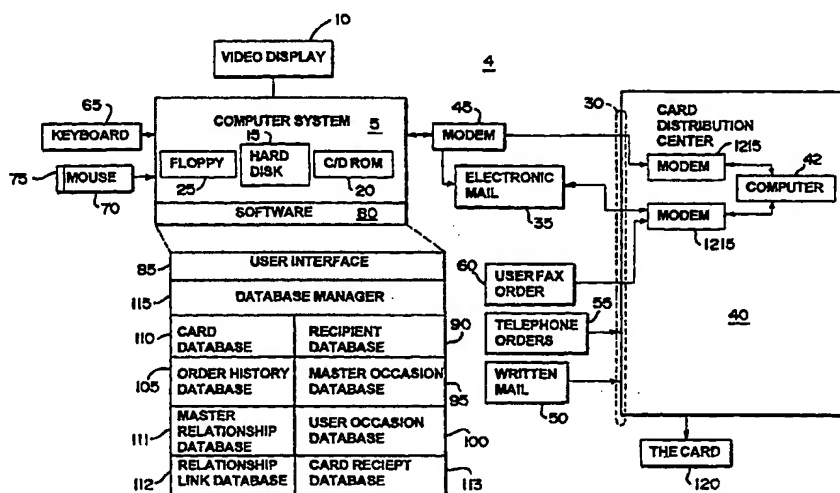 10
VIDEO DISPLAY
4
65
KEYBOARD
COMPUTER SYSTEM 5
15
45
MODEM
30
CARD
DISTRIBUTION
CENTER
1215
MODEM
42
COMPUTER
75
MOUSE
70
FLOPPY
25
HARD
DISK
C/D ROM
20
ELECTRONIC
MAIL
35
MODEM
1215
SOFTWARE 80
85
USER INTERFACE
115
DATABASE MANAGER
60
USER FAX
ORDER
55
TELEPHONE
ORDERS
40
110
CARD
DATABASE
RECIPIENT
DATABASE
90
105
ORDER HISTORY
DATABASE
MASTER OCCASION
DATABASE
95
WRITTEN
MAIL
50
111
MASTER
RELATIONSHIP
DATABASE
USER OCCASION
DATABASE
100
112
RELATIONSHIP
LINK DATABASE
CARD RECIEPT
DATABASE
113
THE CARD
120